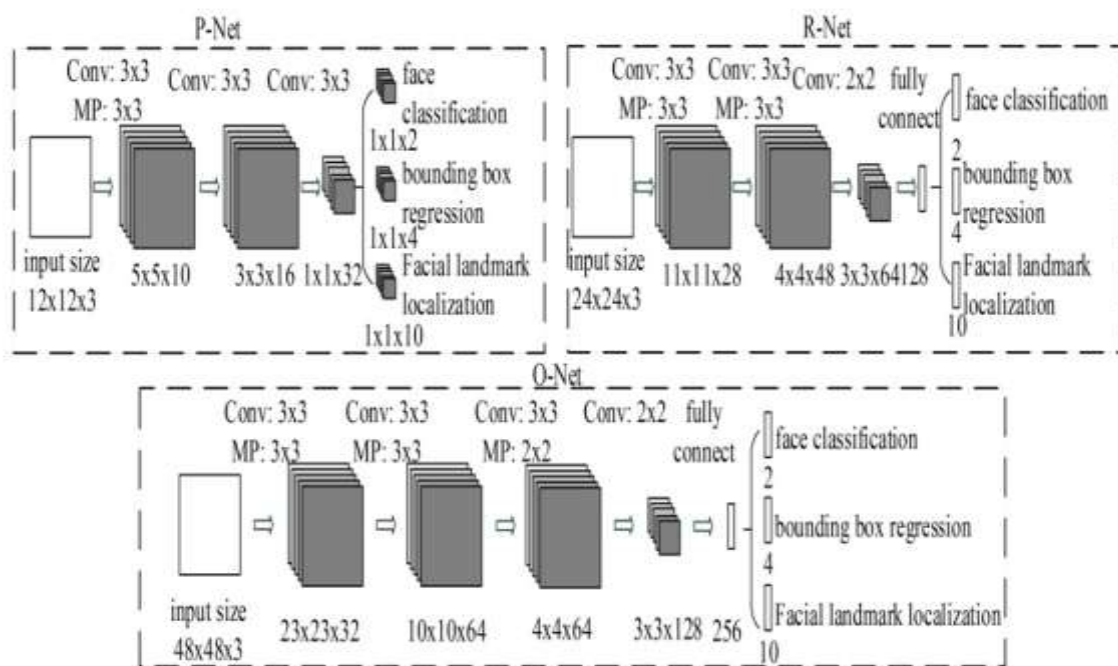 P-Net
Conv: 3x3
MP: 3x3
Conv: 3x3
Conv: 3x3
face
classification
1x1x2
bounding box
regression
1x1x4
Facial landmark
localization
1x1x10
input size
12x12x3
5x5x10
3x3x16
1x1x32
R-Net
Conv: 3x3
MP: 3x3
Conv: 3x3
MP: 3x3
Conv: 2x2
fully
connect
face classification
2
bounding box
regression
4
Facial landmark
localization
10
input size
24x24x3
11x11x28
4x4x48
3x3x64
128
O-Net
Conv: 3x3
MP: 3x3
Conv: 3x3
MP: 3x3
Conv: 3x3
MP: 2x2
Conv: 2x2
fully
connect
face classification
2
bounding box regression
4
Facial landmark localization
10
input size
48x48x3
23x23x32
10x10x64
4x4x64
3x3x128
256